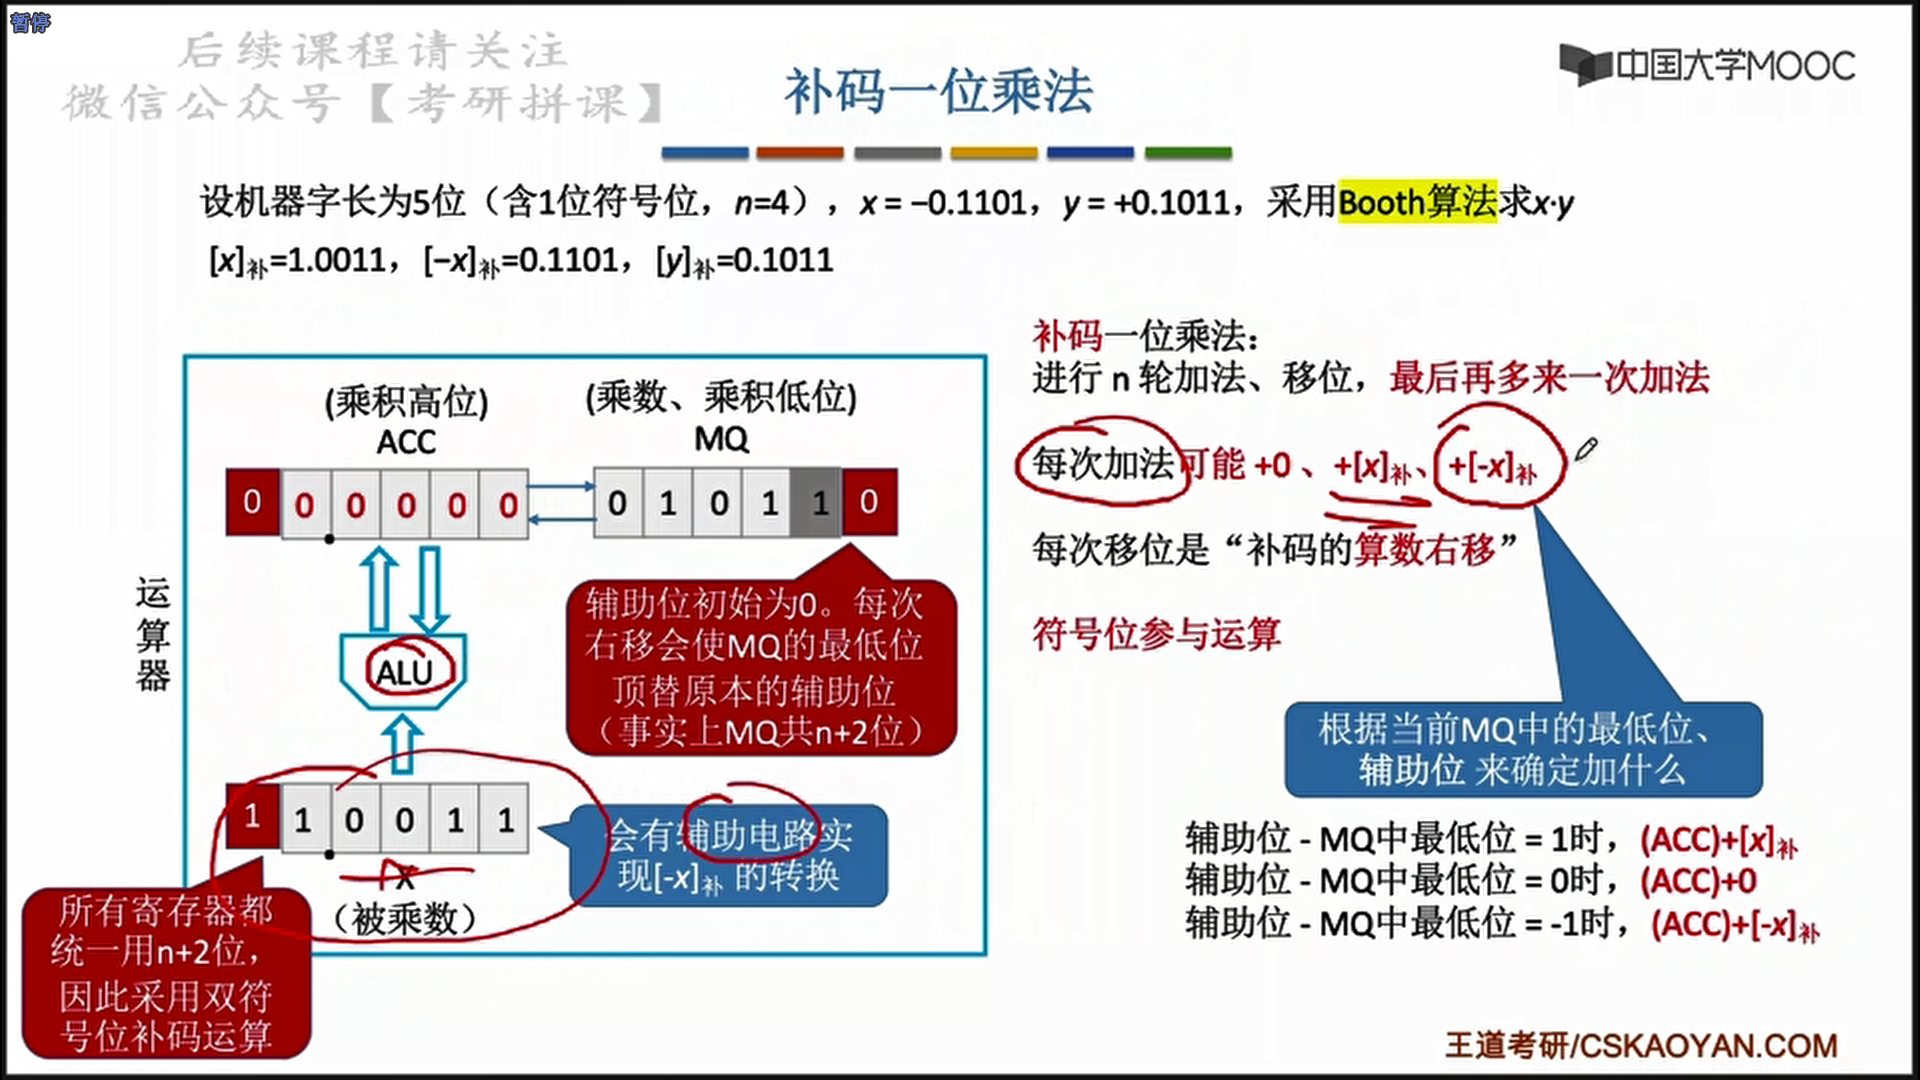 暂停
后续课程请关注
微信公众号【考研拼课】
中国大学MOOC
补码一位乘法
设机器字长为5位（含1位符号位，n=4），x = −0.1101，y = +0.1011，采用Booth算法求x·y
[x]补=1.0011，[−x]补=0.1101，[y]补=0.1011
补码一位乘法：
进行 n 轮加法、移位，最后再多来一次加法
每次加法可能 +0 、+[x]补、+[-x]补
每次移位是“补码的算数右移”
符号位参与运算
(乘积高位)
ACC
(乘数、乘积低位)
MQ
0 0 0 0 0 0
0 1 0 1 1 0
运算器
ALU
辅助位初始为0。每次
右移会使MQ的最低位
顶替原本的辅助位
（事实上MQ共n+2位）
1 1 0 0 1 1
X
（被乘数）
会有辅助电路实
现[-x]补 的转换
所有寄存器都
统一用n+2位，
因此采用双符
号位补码运算
根据当前MQ中的最低位、
辅助位 来确定加什么
辅助位 - MQ中最低位 = 1时，(ACC)+[x]补
辅助位 - MQ中最低位 = 0时，(ACC)+0
辅助位 - MQ中最低位 = -1时，(ACC)+[-x]补
王道考研/CSKAOYAN.COM